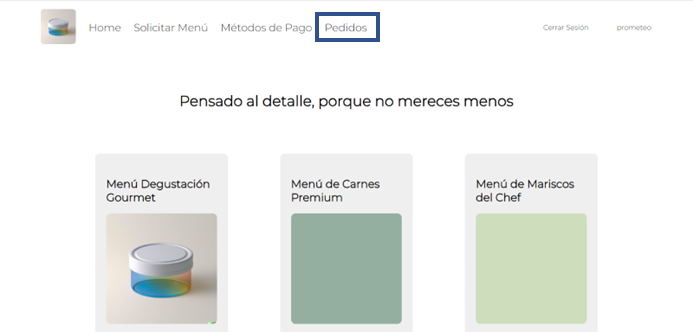 Home Solicitar Menú Métodos de Pago Pedidos Cerrar Sesión prometeo
Pensado al detalle, porque no mereces menos
Menú Degustación
Gourmet
Menú de Carnes
Premium
Menú de Mariscos
del Chef